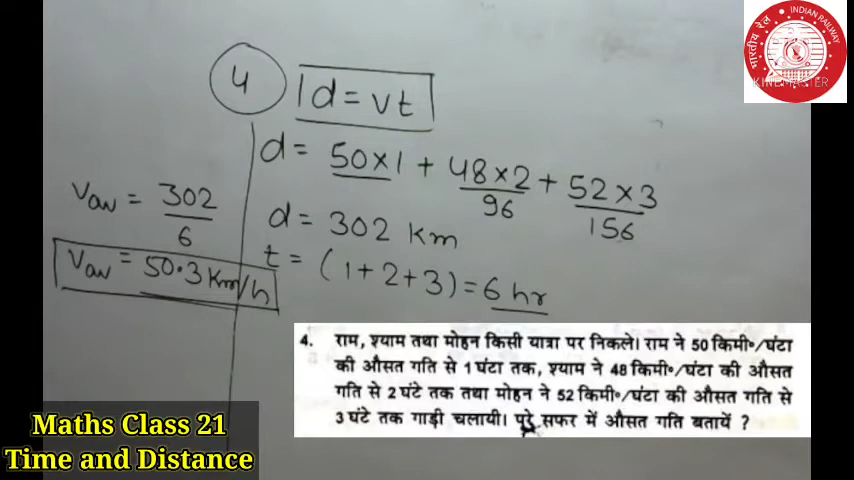 भारतीय रेल INDIAN RAILWAY
KINEMASTER
4
d = vt
d = 50×1 + 48×2 + 52×3
96 156
d = 302 Km
t = (1+2+3) = 6 hr
Vav = 302
6
Vav = 50.3 Km/h
4. राम, श्याम तथा मोहन किसी यात्रा पर निकले। राम ने 50 किमी॰/घंटा
की औसत गति से 1 घंटा तक, श्याम ने 48 किमी॰/घंटा की औसत
गति से 2 घंटे तक तथा मोहन ने 52 किमी॰/घंटा की औसत गति से
3 घंटे तक गाड़ी चलायी। पूरे सफर में औसत गति बतायें ?
Maths Class 21
Time and Distance